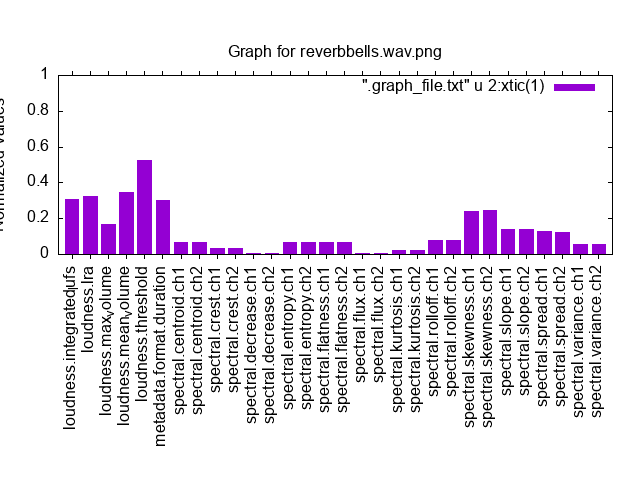 Graph for reverbbells.wav.png
".graph_file.txt" u 2:xtic(1)
Normalized Values
1
0.8
0.6
0.4
0.2
0
loudness.integratedlufs
loudness.lra
loudness.maxvolume
loudness.meanvolume
loudness.threshold
metadata.format.duration
spectral.centroid.ch1
spectral.centroid.ch2
spectral.crest.ch1
spectral.crest.ch2
spectral.decrease.ch1
spectral.decrease.ch2
spectral.entropy.ch1
spectral.entropy.ch2
spectral.flatness.ch1
spectral.flatness.ch2
spectral.flux.ch1
spectral.flux.ch2
spectral.kurtosis.ch1
spectral.kurtosis.ch2
spectral.rolloff.ch1
spectral.rolloff.ch2
spectral.skewness.ch1
spectral.skewness.ch2
spectral.slope.ch1
spectral.slope.ch2
spectral.spread.ch1
spectral.spread.ch2
spectral.variance.ch1
spectral.variance.ch2